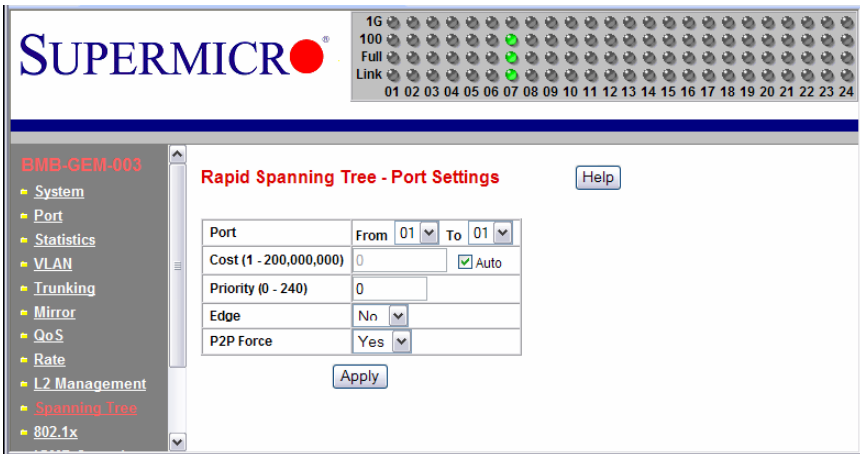 SUPERMICRO®
1G
100
Full
Link
01 02 03 04 05 06 07 08 09 10 11 12 13 14 15 16 17 18 19 20 21 22 23 24
BMB-GEM-003
System
Port
Statistics
VLAN
Trunking
Mirror
QoS
Rate
L2 Management
Spanning Tree
802.1x
Rapid Spanning Tree - Port Settings
Help
Port From 01 To 01
Cost (1 - 200,000,000) 0 Auto
Priority (0 - 240) 0
Edge No
P2P Force Yes
Apply